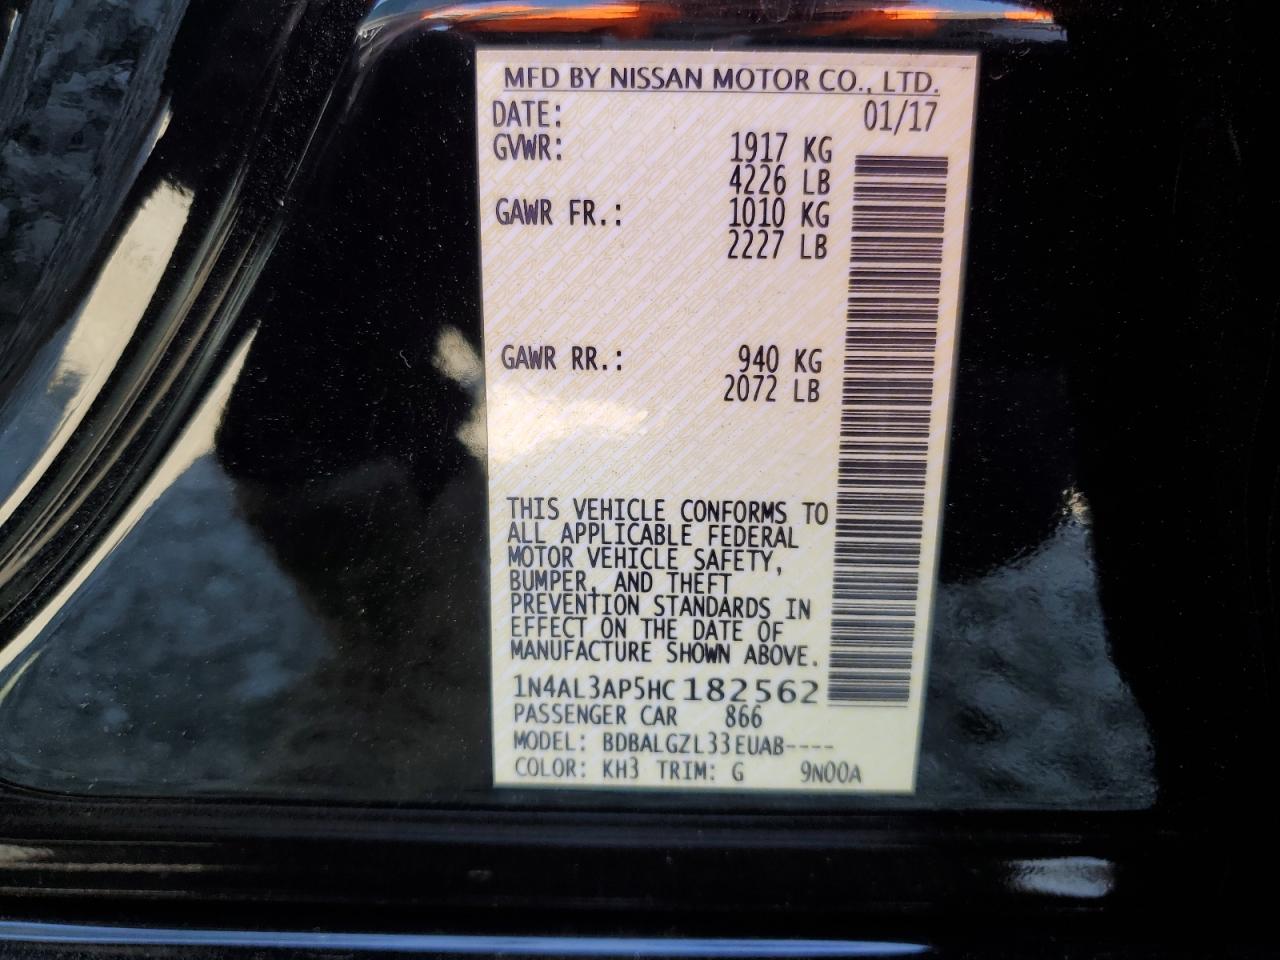 MFD BY NISSAN MOTOR CO., LTD.
DATE: 01/17
GVWR: 1917 KG
4226 LB
GAWR FR.: 1010 KG
2227 LB
GAWR RR.: 940 KG
2072 LB
THIS VEHICLE CONFORMS TO
ALL APPLICABLE FEDERAL
MOTOR VEHICLE SAFETY,
BUMPER, AND THEFT
PREVENTION STANDARDS IN
EFFECT ON THE DATE OF
MANUFACTURE SHOWN ABOVE.
1N4AL3AP5HC182562
PASSENGER CAR 866
MODEL: BDBALGZL33EUAB----
COLOR: KH3 TRIM: G 9N00A